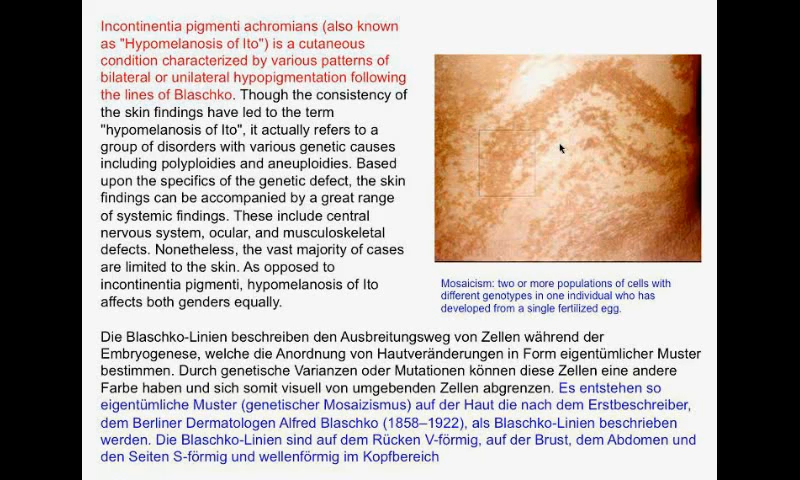 Incontinentia pigmenti achromians (also known
as "Hypomelanosis of Ito") is a cutaneous
condition characterized by various patterns of
bilateral or unilateral hypopigmentation following
the lines of Blaschko. Though the consistency of
the skin findings have led to the term
"hypomelanosis of Ito", it actually refers to a
group of disorders with various genetic causes
including polyploidies and aneuploidies. Based
upon the specifics of the genetic defect, the skin
findings can be accompanied by a great range
of systemic findings. These include central
nervous system, ocular, and musculoskeletal
defects. Nonetheless, the vast majority of cases
are limited to the skin. As opposed to
incontinentia pigmenti, hypomelanosis of Ito
affects both genders equally.
Mosaicism: two or more populations of cells with
different genotypes in one individual who has
developed from a single fertilized egg.
Die Blaschko-Linien beschreiben den Ausbreitungsweg von Zellen während der
Embryogenese, welche die Anordnung von Hautveränderungen in Form eigentümlicher Muster
bestimmen. Durch genetische Varianzen oder Mutationen können diese Zellen eine andere
Farbe haben und sich somit visuell von umgebenden Zellen abgrenzen. Es entstehen so
eigentümliche Muster (genetischer Mosaizismus) auf der Haut die nach dem Erstbeschreiber,
dem Berliner Dermatologen Alfred Blaschko (1858–1922), als Blaschko-Linien beschrieben
werden. Die Blaschko-Linien sind auf dem Rücken V-förmig, auf der Brust, dem Abdomen und
den Seiten S-förmig und wellenförmig im Kopfbereich